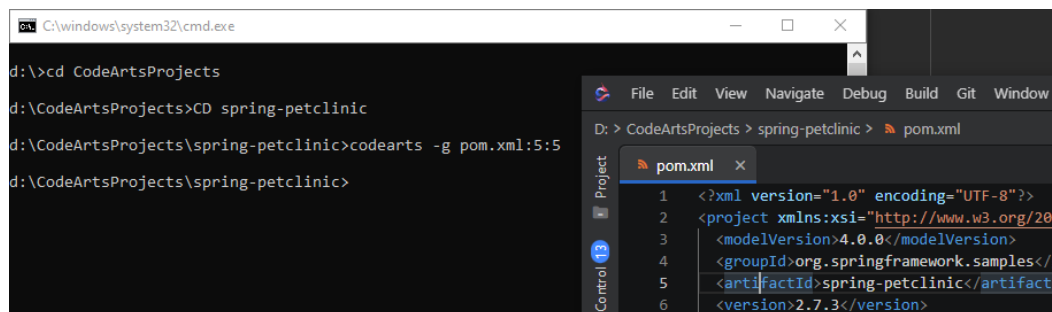 C:\windows\system32\cmd.exe
d:\>cd CodeArtsProjects
d:\CodeArtsProjects>CD spring-petclinic
d:\CodeArtsProjects\spring-petclinic>codearts -g pom.xml:5:5
d:\CodeArtsProjects\spring-petclinic>
File Edit View Navigate Debug Build Git Window
D: > CodeArtsProjects > spring-petclinic > pom.xml
Project
13
Control
pom.xml
1 <?xml version="1.0" encoding="UTF-8"?>
2 <project xmlns:xsi="http://www.w3.org/20
3 <modelVersion>4.0.0</modelVersion>
4 <groupId>org.springframework.samples</
5 <artifactId>spring-petclinic</artifact
6 <version>2.7.3</version>